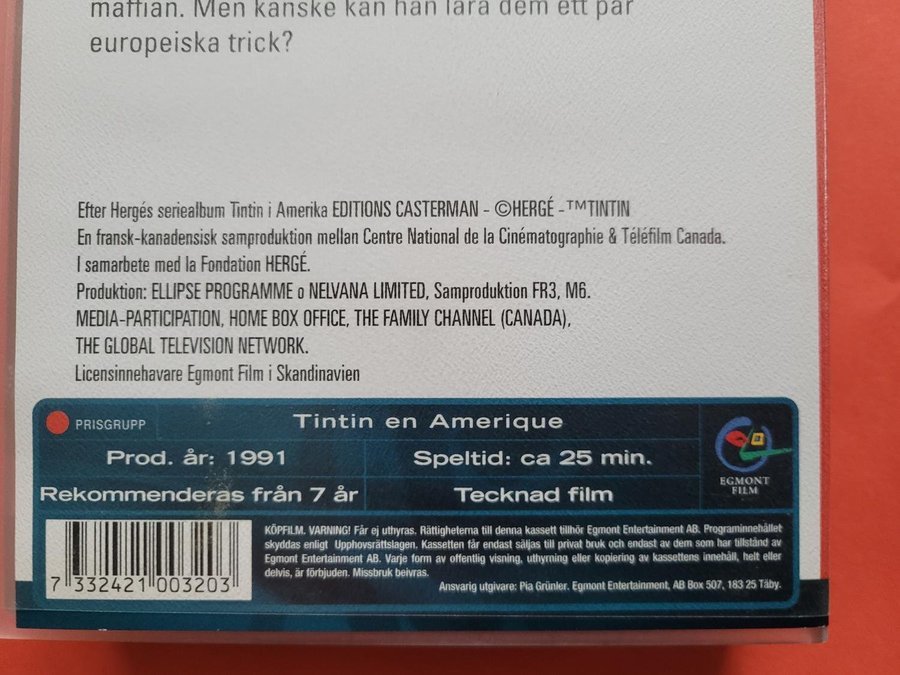 maffian. Men kanske kan han lära dem ett par
europeiska trick?
Efter Hergés seriealbum Tintin i Amerika EDITIONS CASTERMAN - ©HERGÉ -™TINTIN
En fransk-kanadensisk samproduktion mellan Centre National de la Cinématographie & Téléfilm Canada.
I samarbete med la Fondation HERGÉ.
Produktion: ELLIPSE PROGRAMME o NELVANA LIMITED, Samproduktion FR3, M6.
MEDIA-PARTICIPATION, HOME BOX OFFICE, THE FAMILY CHANNEL (CANADA),
THE GLOBAL TELEVISION NETWORK.
Licensinnehavare Egmont Film i Skandinavien
PRISGRUPP
Tintin en Amerique
Prod. år: 1991
Speltid: ca 25 min.
Rekommenderas från 7 år
Tecknad film
EGMONT
FILM
KÖPFILM. VARNING! Får ej uthyras. Rättigheterna till denna kassett tillhör Egmont Entertainment AB. Programinnehållet
skyddas enligt Upphovsrättslagen. Kassetten får endast säljas till privat bruk och endast av dem som har tillstånd av
Egmont Entertainment AB. Varje form av offentlig visning, uthyrning eller kopiering av kassettens innehåll, helt eller
delvis, är förbjuden. Missbruk beivras.
Ansvarig utgivare: Pia Grünler. Egmont Entertainment, AB Box 507, 183 25 Täby.
7 332421 003203